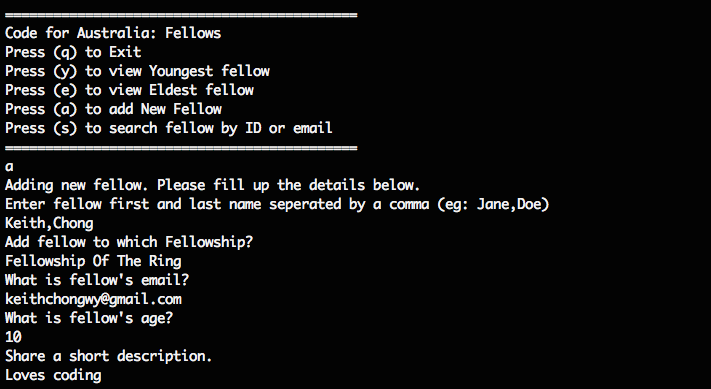 ============================================
Code for Australia: Fellows
Press (q) to Exit
Press (y) to view Youngest fellow
Press (e) to view Eldest fellow
Press (a) to add New Fellow
Press (s) to search fellow by ID or email
============================================
a
Adding new fellow. Please fill up the details below.
Enter fellow first and last name seperated by a comma (eg: Jane,Doe)
Keith,Chong
Add fellow to which Fellowship?
Fellowship Of The Ring
What is fellow's email?
keithchongwy@gmail.com
What is fellow's age?
10
Share a short description.
Loves coding